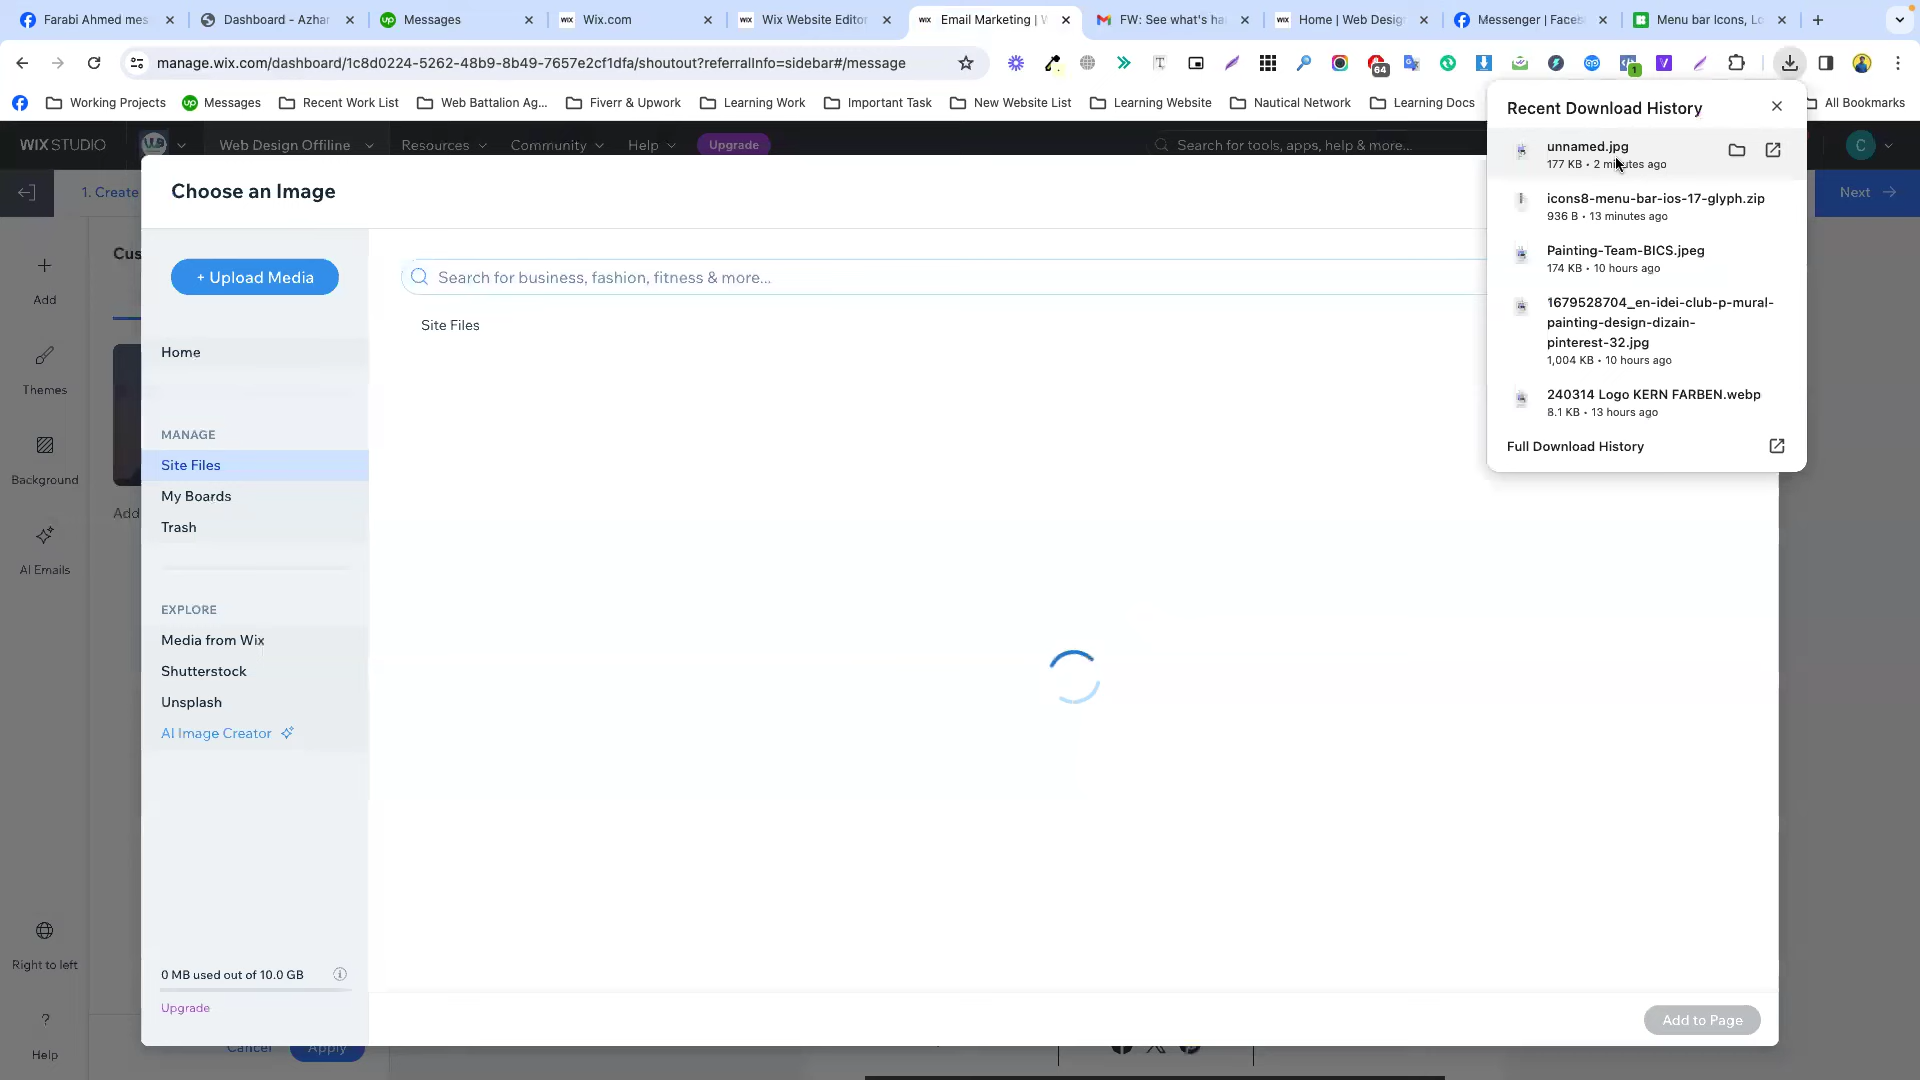 Farabi Ahmed mes
Dashboard - Azhar
Messages
Wix.com
Wix Website Editor
Email Marketing | W
FW: See what's ha
Home | Web Desig
Messenger | Faceb
Menu bar Icons, Lo
manage.wix.com/dashboard/1c8d0224-5262-48b9-8b49-7657e2cf1dfa/shoutout?referralInfo=sidebar#/message
64
1
Working Projects
Messages
Recent Work List
Web Battalion Ag...
Fiverr & Upwork
Learning Work
Important Task
New Website List
Learning Website
Nautical Network
Learning Docs
All Bookmarks
WIX STUDIO
Web Design Offiline
Resources
Community
Help
Upgrade
Search for tools, apps, help & more...
C
1. Create
Next
Recent Download History
unnamed.jpg
177 KB • 2 minutes ago
icons8-menu-bar-ios-17-glyph.zip
936 B • 13 minutes ago
Painting-Team-BICS.jpeg
174 KB • 10 hours ago
1679528704_en-idei-club-p-mural-
painting-design-dizain-
pinterest-32.jpg
1,004 KB • 10 hours ago
240314 Logo KERN FARBEN.webp
8.1 KB • 13 hours ago
Full Download History
Add
Themes
Background
AI Emails
Right to left
Help
Cus
Add
Cancel
Apply
Choose an Image
+ Upload Media
Search for business, fashion, fitness & more...
Site Files
Home
MANAGE
Site Files
My Boards
Trash
EXPLORE
Media from Wix
Shutterstock
Unsplash
AI Image Creator
0 MB used out of 10.0 GB
Upgrade
Add to Page